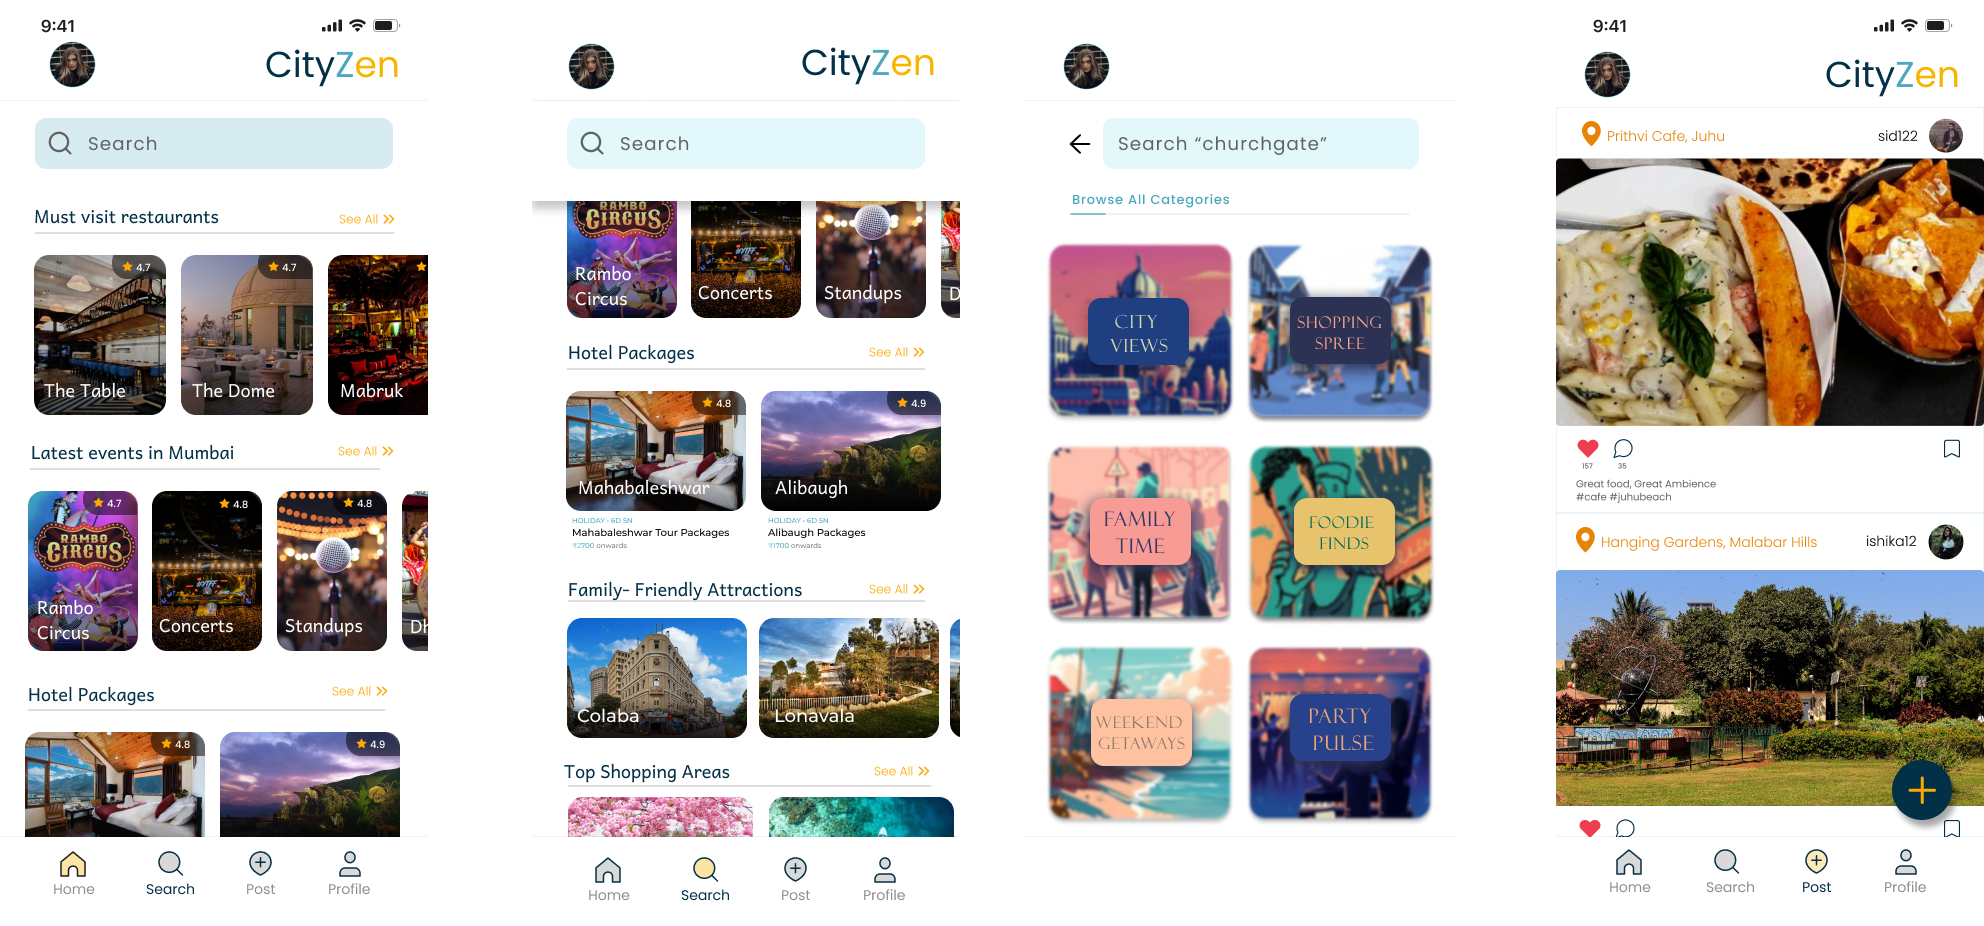 9:41
CityZen
Search
Must visit restaurants
See All
4.7
4.7
The Table
The Dome
Mabruk
Latest events in Mumbai
See All
4.7
4.8
4.8
RAMBO
CIRCUS
Rambo
Circus
Concerts
Standups
Dh
Hotel Packages
See All
4.8
4.9
Home
Search
Post
Profile
CityZen
Search
RAMBO
CIRCUS
Rambo
Circus
Concerts
Standups
D
Hotel Packages
See All
4.8
4.9
Mahabaleshwar
Alibaugh
HOLIDAY - 6D 5N
Mahabaleshwar Tour Packages
₹2700 onwards
HOLIDAY - 6D 5N
Alibaugh Packages
₹1700 onwards
Family- Friendly Attractions
See All
Colaba
Lonavala
Top Shopping Areas
See All
Home
Search
Post
Profile
Search “churchgate”
Browse All Categories
CITY
VIEWS
SHOPPING
SPREE
FAMILY
TIME
FOODIE
FINDS
WEEKEND
GETAWAYS
PARTY
PULSE
9:41
CityZen
Prithvi Cafe, Juhu
sid122
157
35
Great food, Great Ambience
#cafe #juhubeach
Hanging Gardens, Malabar Hills
ishika12
Home
Search
Post
Profile